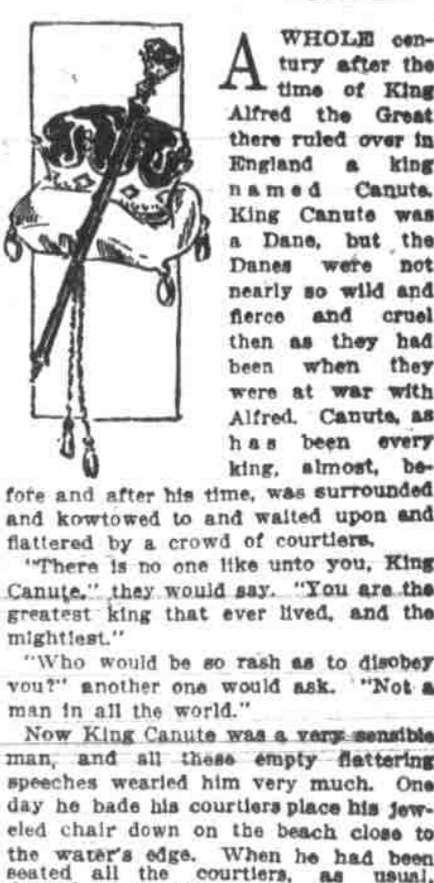 A WHOLE cen-
tury after the
time of King
Alfred the Great
there ruled over in
England a king
named Canute.
King Canute was
a Dane, but the
Danes were not
nearly so wild and
fierce and cruel
then as they had
been when they
were at war with
Alfred. Canute, as
has been every
king, almost, be-
fore and after his time, was surrounded
and kowtowed to and waited upon and
flattered by a crowd of courtiers.
"There is no one like unto you, King
Canute," they would say. "You are the
greatest king that ever lived, and the
mightiest."
"Who would be so rash as to disobey
you?" another one would ask. "Not a
man in all the world."
Now King Canute was a very sensible
man, and all these empty flattering
speeches wearied him very much. One
day he bade his courtiers place his jew-
eled chair down on the beach close to
the water's edge. When he had been
seated all the courtiers, as usual,